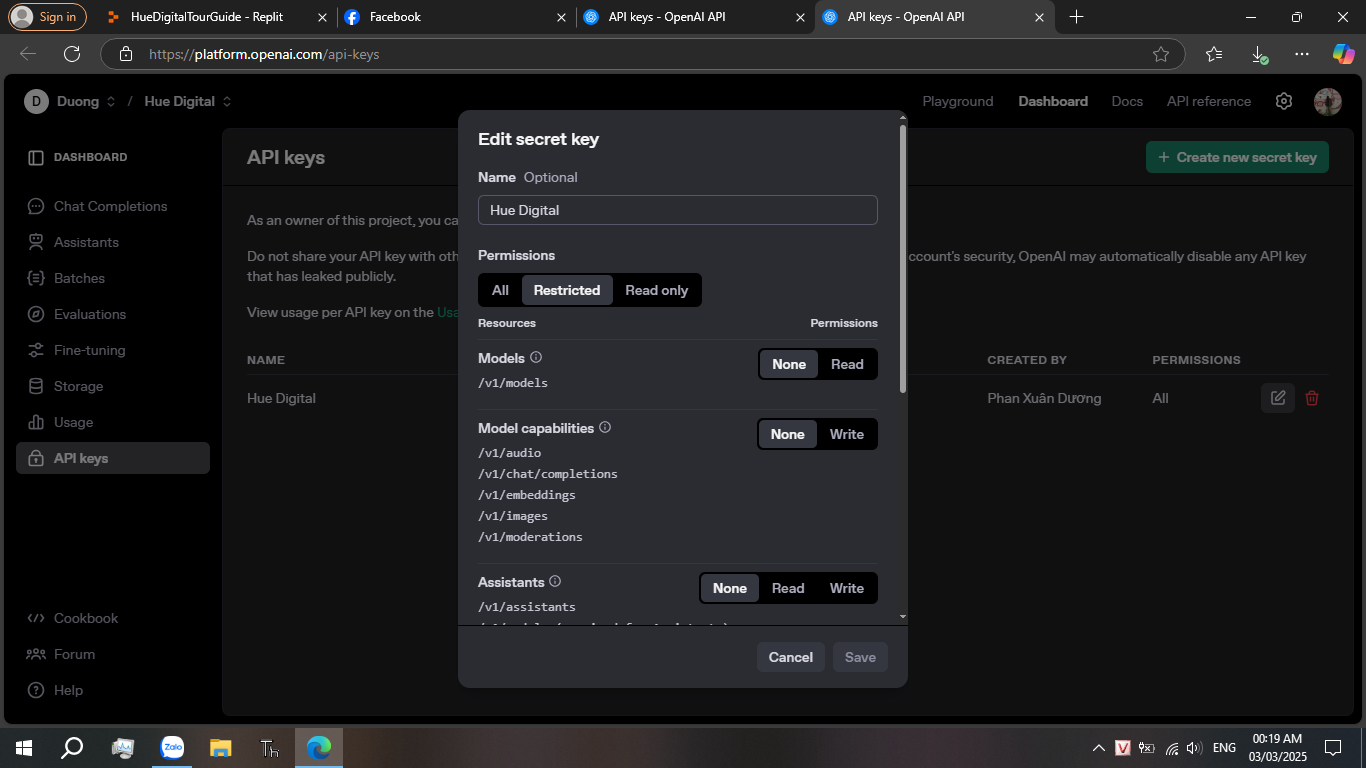 Sign in
HueDigitalTourGuide - Replit
Facebook
API keys - OpenAI API
API keys - OpenAI API
https://platform.openai.com/api-keys
D Duong / Hue Digital
Playground Dashboard Docs API reference
DASHBOARD
Chat Completions
Assistants
Batches
Evaluations
Fine-tuning
Storage
Usage
API keys
Cookbook
Forum
Help
API keys
+ Create new secret key
As an owner of this project, you ca
Do not share your API key with oth
ccount's security, OpenAI may automatically disable any API key
that has leaked publicly.
View usage per API key on the Usa
NAME CREATED BY PERMISSIONS
Hue Digital Phan Xuân Dương All
Edit secret key
Name Optional
Hue Digital
Permissions
All Restricted Read only
Resources Permissions
Models None Read
/v1/models
Model capabilities None Write
/v1/audio
/v1/chat/completions
/v1/embeddings
/v1/images
/v1/moderations
Assistants None Read Write
/v1/assistants
Cancel Save
Zalo
Th
V
ENG
00:19 AM
03/03/2025